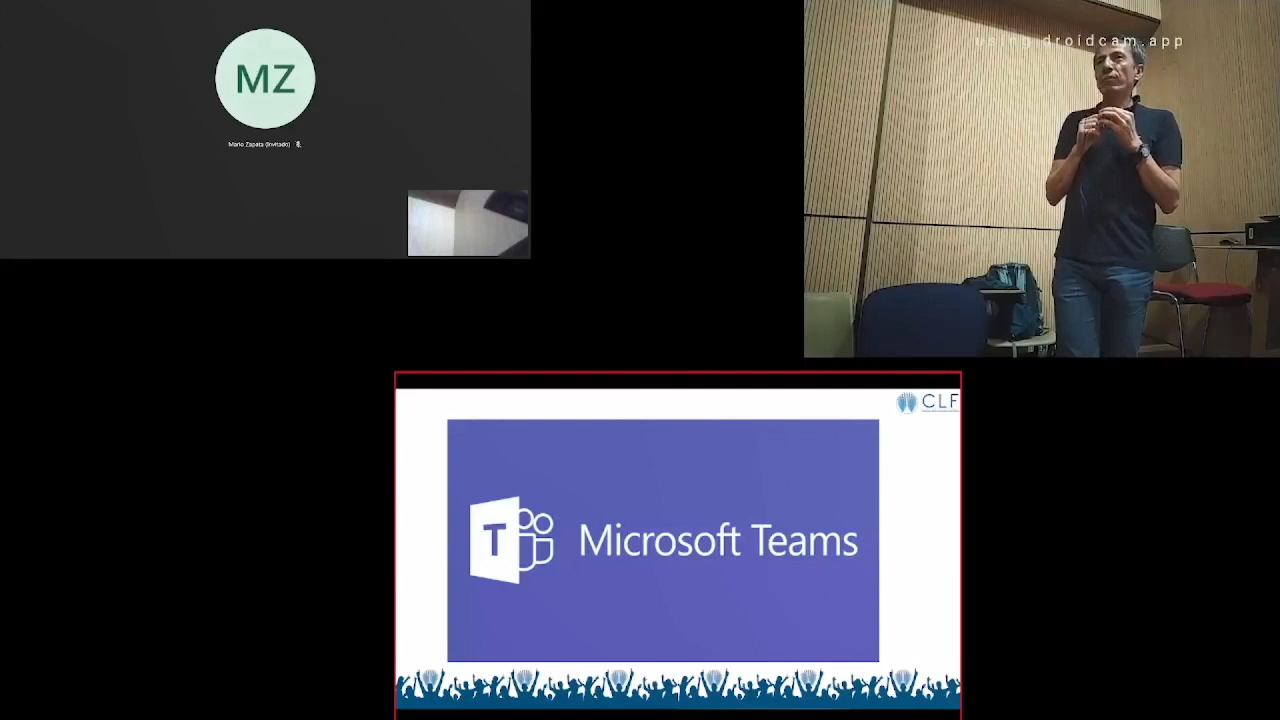 MZ
Mario Zapata (Invitado)
using droidcam.app
CLF
T
Microsoft Teams